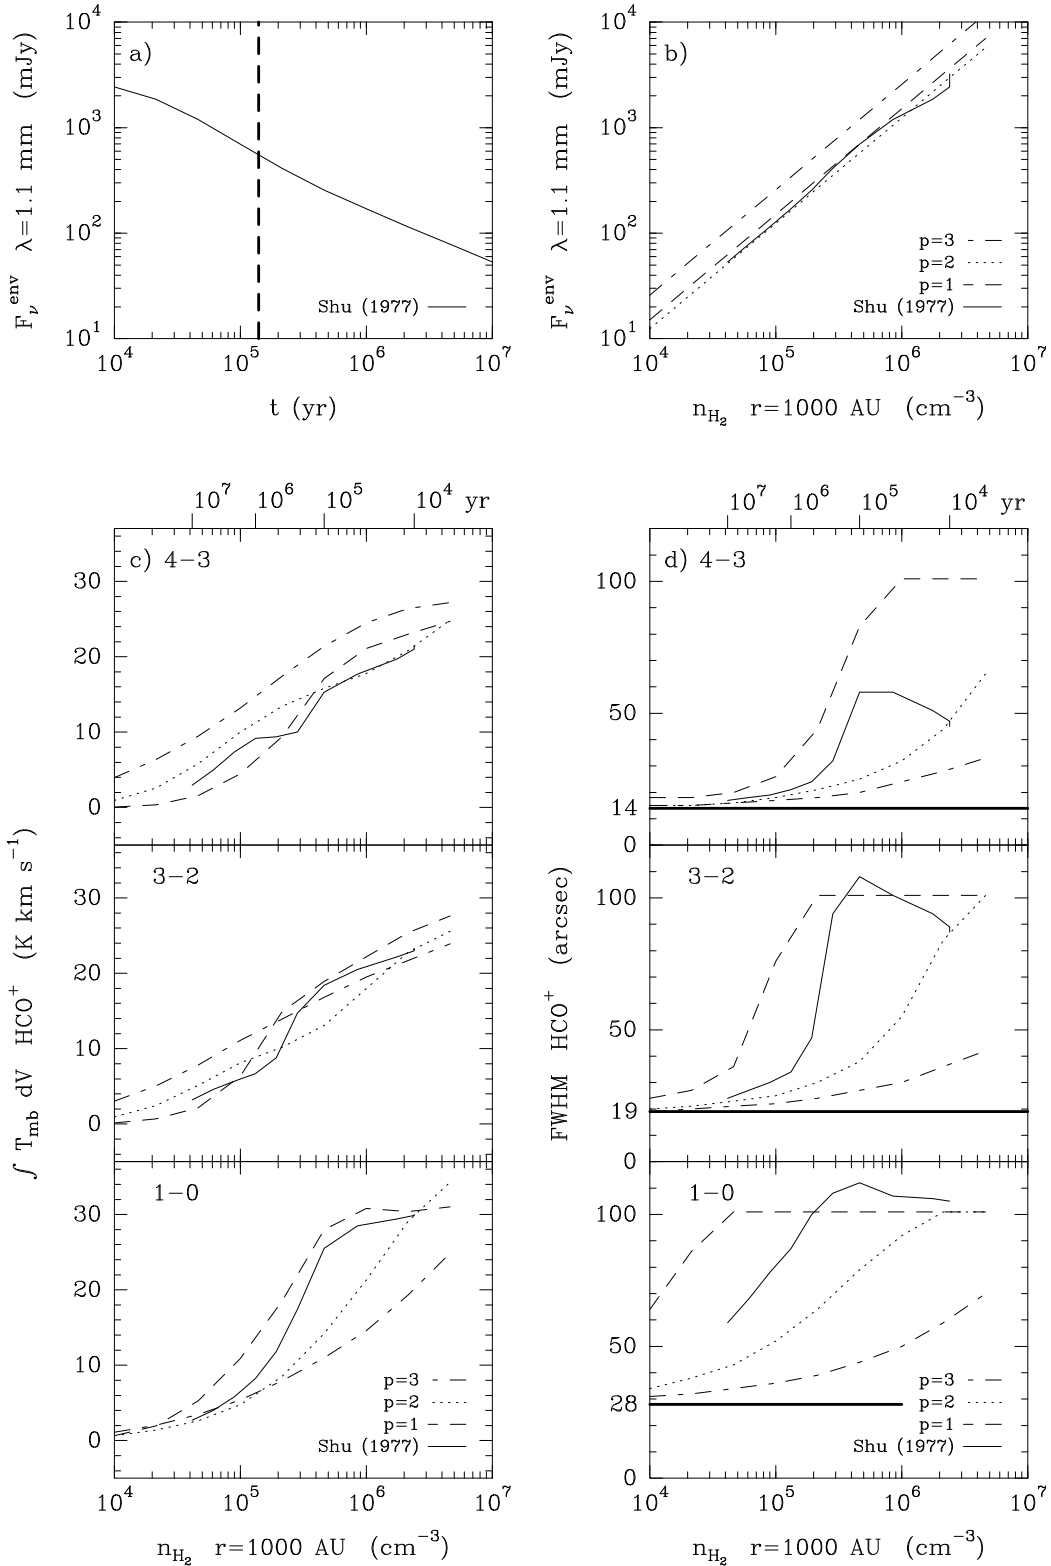 a)
F_ν^env λ=1.1 mm (mJy)
10^4
10^3
10^2
10^1
Shu (1977)
10^4 10^5 10^6 10^7
t (yr)
b)
F_ν^env λ=1.1 mm (mJy)
10^4
10^3
10^2
10^1
p=3
p=2
p=1
Shu (1977)
10^4 10^5 10^6 10^7
n_H₂ r=1000 AU (cm^−3)
10^7 10^6 10^5 10^4 yr
∫ T_mb dV HCO^+ (K km s^−1)
c) 4−3
30
20
10
0
3−2
30
20
10
0
1−0
30
20
10
0
p=3
p=2
p=1
Shu (1977)
10^4 10^5 10^6 10^7
n_H₂ r=1000 AU (cm^−3)
10^7 10^6 10^5 10^4 yr
FWHM HCO^+ (arcsec)
d) 4−3
100
50
14
0
3−2
100
50
19
0
1−0
100
50
28
0
p=3
p=2
p=1
Shu (1977)
10^4 10^5 10^6 10^7
n_H₂ r=1000 AU (cm^−3)